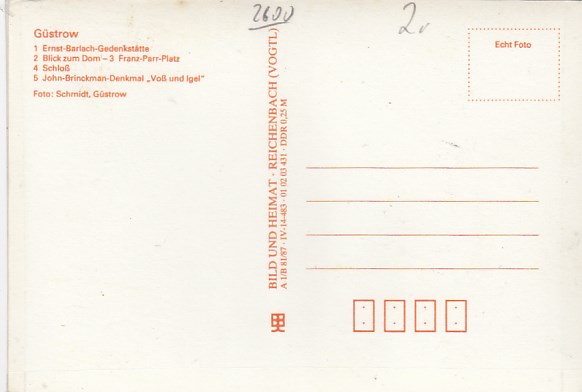 2600
2v
Güstrow
1 Ernst-Barlach-Gedenkstätte
2 Blick zum Dom – 3 Franz-Parr-Platz
4 Schloß
5 John-Brinckman-Denkmal „Voß und Igel“
Foto: Schmidt, Güstrow
BILD UND HEIMAT · REICHENBACH (VOGTL)
A 1/B 81/87 · IV-14-483 · 01 02 03 431 · DDR 0,25 M
Echt Foto